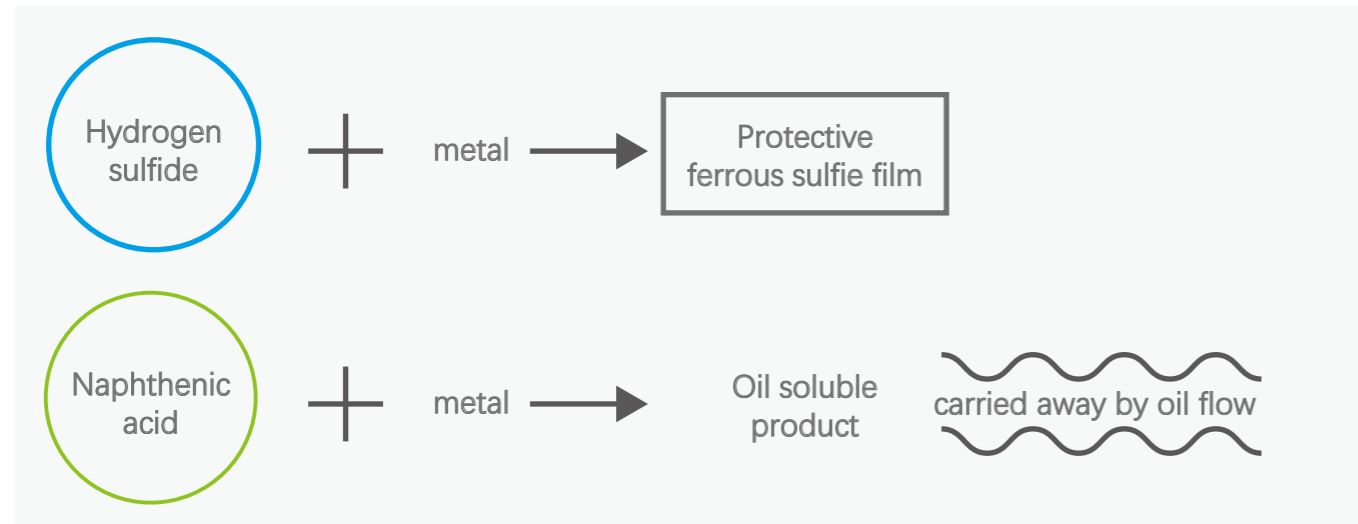 Hydrogen
sulfide
metal
Protective
ferrous sulfie film
Naphthenic
acid
metal
Oil soluble
product
carried away by oil flow